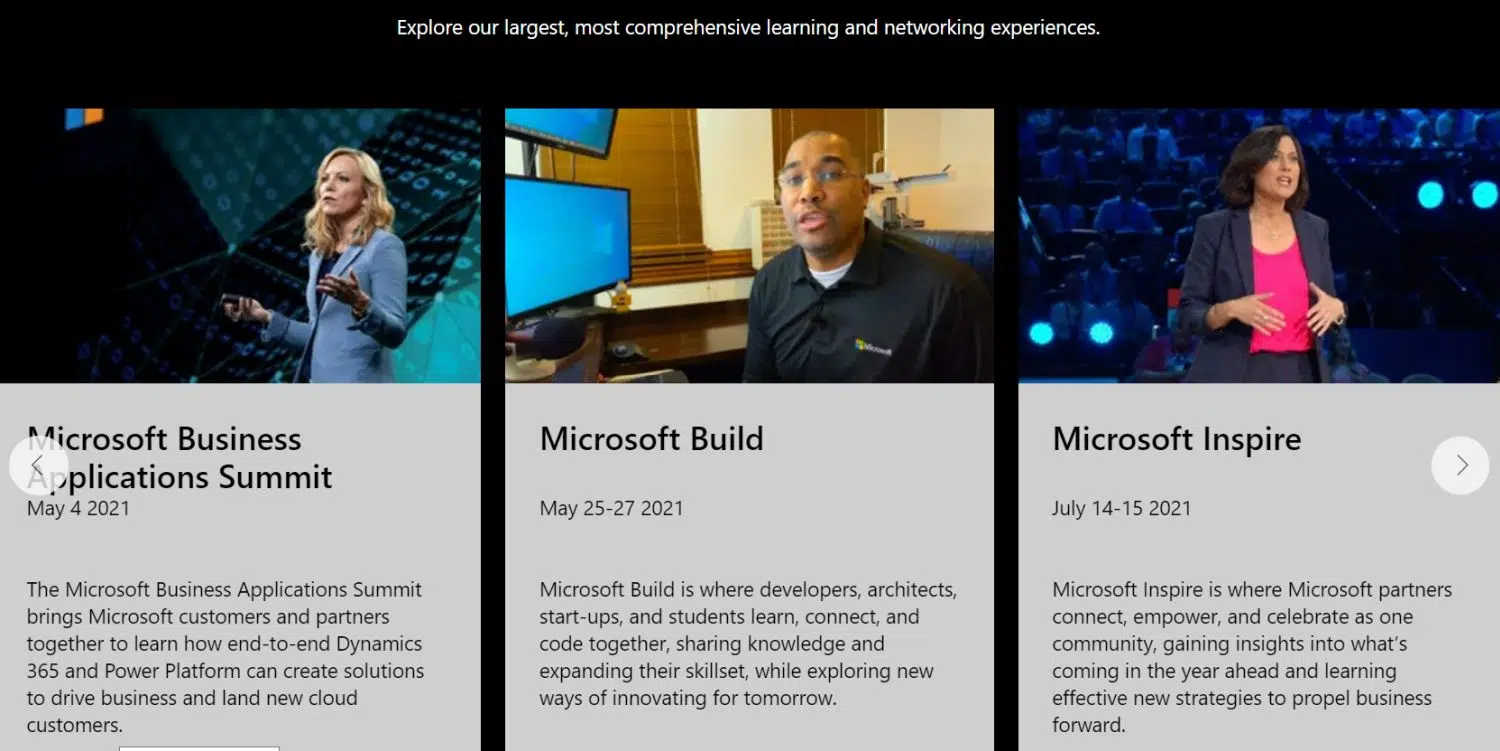 Explore our largest, most comprehensive learning and networking experiences.
Microsoft
Microsoft Business
Applications Summit
May 4 2021
The Microsoft Business Applications Summit
brings Microsoft customers and partners
together to learn how end-to-end Dynamics
365 and Power Platform can create solutions
to drive business and land new cloud
customers.
Microsoft Build
May 25-27 2021
Microsoft Build is where developers, architects,
start-ups, and students learn, connect, and
code together, sharing knowledge and
expanding their skillset, while exploring new
ways of innovating for tomorrow.
Microsoft Inspire
July 14-15 2021
Microsoft Inspire is where Microsoft partners
connect, empower, and celebrate as one
community, gaining insights into what's
coming in the year ahead and learning
effective new strategies to propel business
forward.